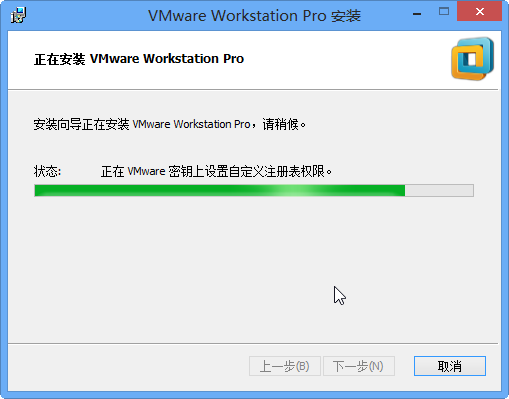 VMware Workstation Pro 安装
正在安装 VMware Workstation Pro
安装向导正在安装 VMware Workstation Pro，请稍候。
状态: 正在 VMware 密钥上设置自定义注册表权限。
上一步(B) 下一步(N) 取消